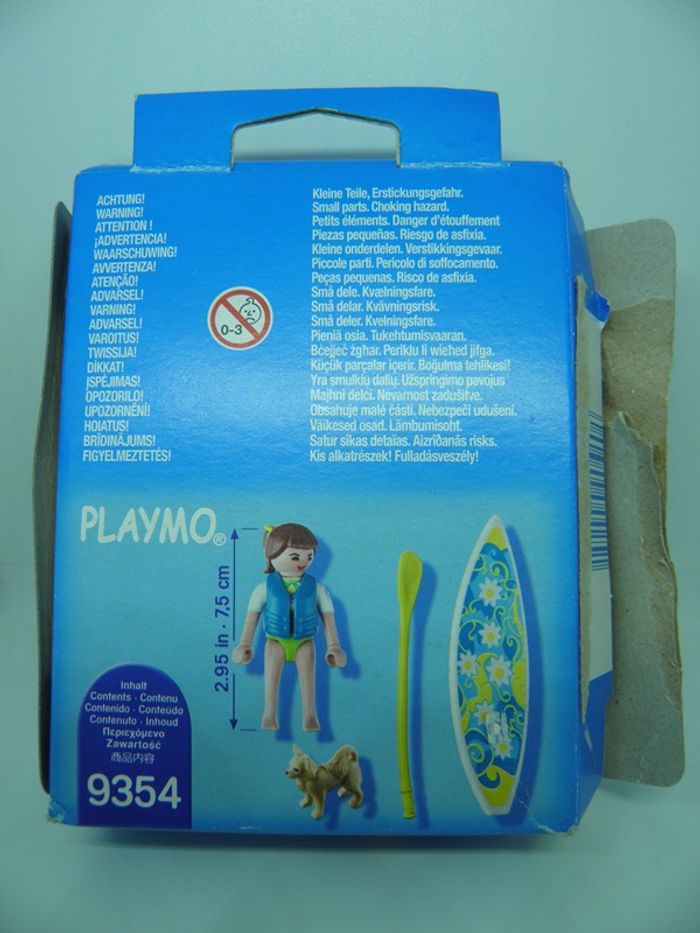 ACHTUNG!
WARNING!
ATTENTION !
¡ADVERTENCIA!
WAARSCHUWING!
AVVERTENZA!
ATENÇÃO!
ADVARSEL!
VARNING!
ADVARSEL!
VAROITUS!
TWISSIJA!
DİKKAT!
ĮSPĖJIMAS!
OPOZORILO!
UPOZORNĚNÍ!
HOIATUS!
BRĪDINĀJUMS!
FIGYELMEZTETÉS!
0-3
Kleine Teile, Erstickungsgefahr.
Small parts. Choking hazard.
Petits éléments. Danger d'étouffement
Piezas pequeñas. Riesgo de asfixia.
Kleine onderdelen. Verstikkingsgevaar.
Piccole parti. Pericolo di soffocamento.
Peças pequenas. Risco de asfixia.
Små dele. Kvælningsfare.
Små delar. Kvävningsrisk.
Små deler. Kvelningsfare.
Pieniä osia. Tukehtumisvaaran.
Bċejjeċ żgħar. Periklu li wieħed jifga.
Küçük parçalar içerir. Boğulma tehlikesi!
Yra smulkių dalių. Užspringimo pavojus
Majhni delci. Nevarnost zadušitve.
Obsahuje malé části. Nebezpečí udušení.
Väikesed osad. Lämbumisoht.
Satur sīkas detaļas. Aizrīšanās risks.
Kis alkatrészek! Fulladásveszély!
PLAYMO®
2.95 in · 7,5 cm
Inhalt
Contents · Contenu
Contenido · Conteúdo
Contenuto · Inhoud
Περιεχόμενο
Zawartość
商品内容
9354